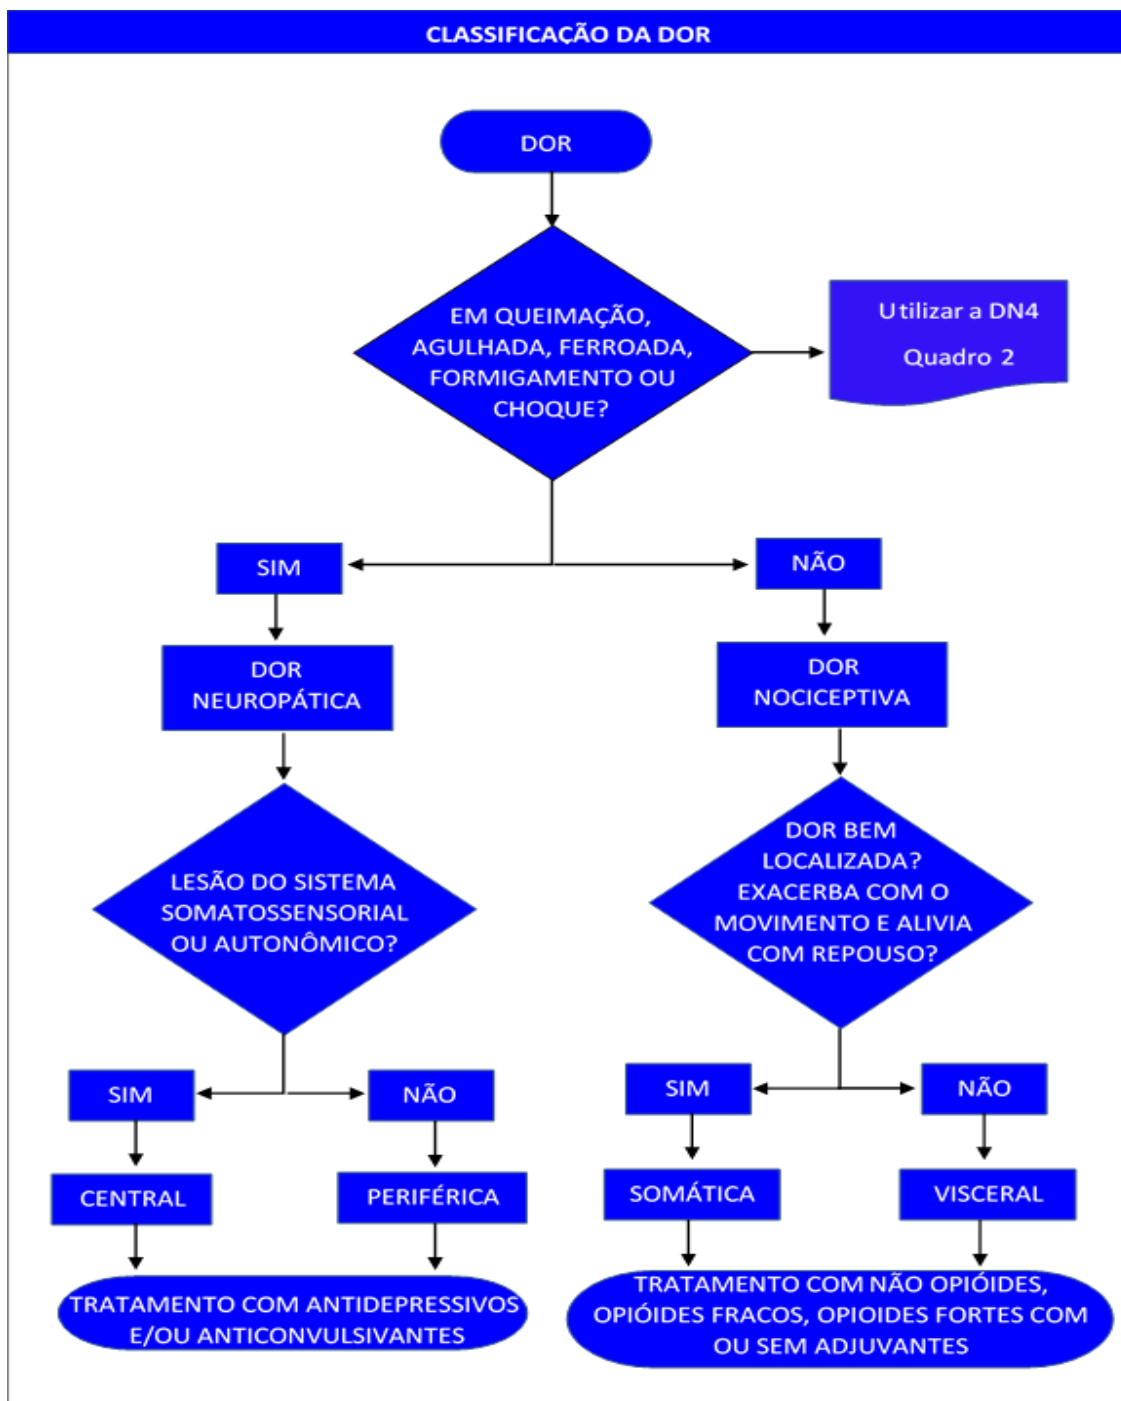 CLASSIFICAÇÃO DA DOR
DOR
EM QUEIMAÇÃO,
AGULHADA, FERROADA,
FORMIGAMENTO OU
CHOQUE?
Utilizar a DN4
Quadro 2
SIM
NÃO
DOR
NEUROPÁTICA
DOR
NOCICEPTIVA
LESÃO DO SISTEMA
SOMATOSSENSORIAL
OU AUTONÔMICO?
DOR BEM
LOCALIZADA?
EXACERBA COM O
MOVIMENTO E ALIVIA
COM REPOUSO?
SIM
NÃO
SIM
NÃO
CENTRAL
PERIFÉRICA
SOMÁTICA
VISCERAL
TRATAMENTO COM ANTIDEPRESSIVOS
E/OU ANTICONVULSIVANTES
TRATAMENTO COM NÃO OPIÓIDES,
OPIÓIDES FRACOS, OPIOIDES FORTES COM
OU SEM ADJUVANTES